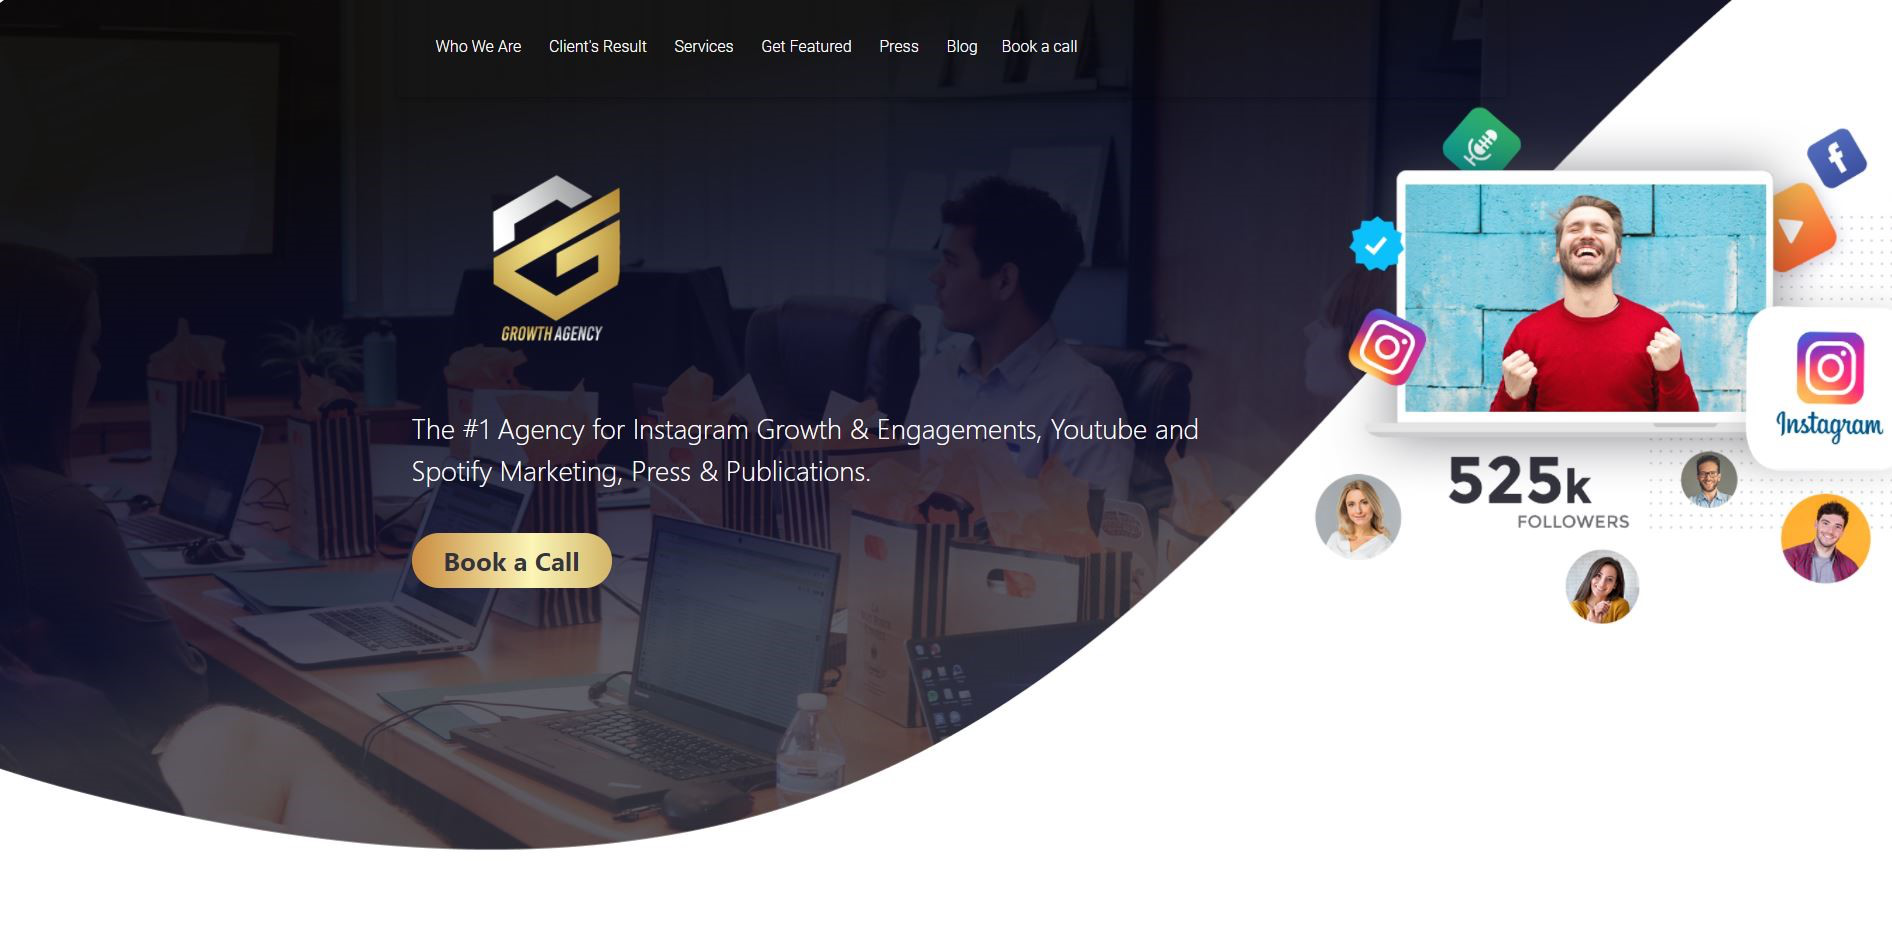 Who We Are Client's Result Services Get Featured Press Blog Book a call
GROWTH AGENCY
The #1 Agency for Instagram Growth & Engagements, Youtube and
Spotify Marketing, Press & Publications.
Book a Call
Instagram
525k
FOLLOWERS